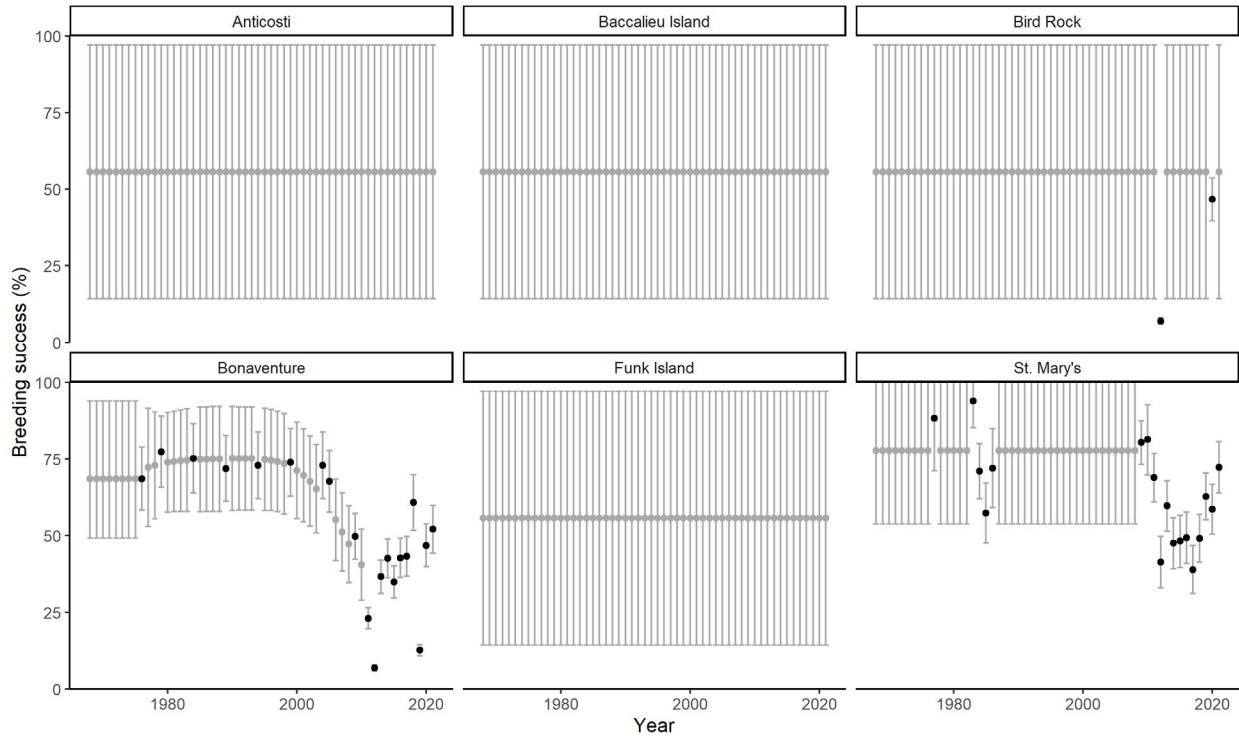 Anticosti
Baccalieu Island
Bird Rock
100
75
50
25
0
Bonaventure
Funk Island
St. Mary's
100
75
50
25
0
1980
2000
2020
1980
2000
2020
1980
2000
2020
Breeding success (%)
Year